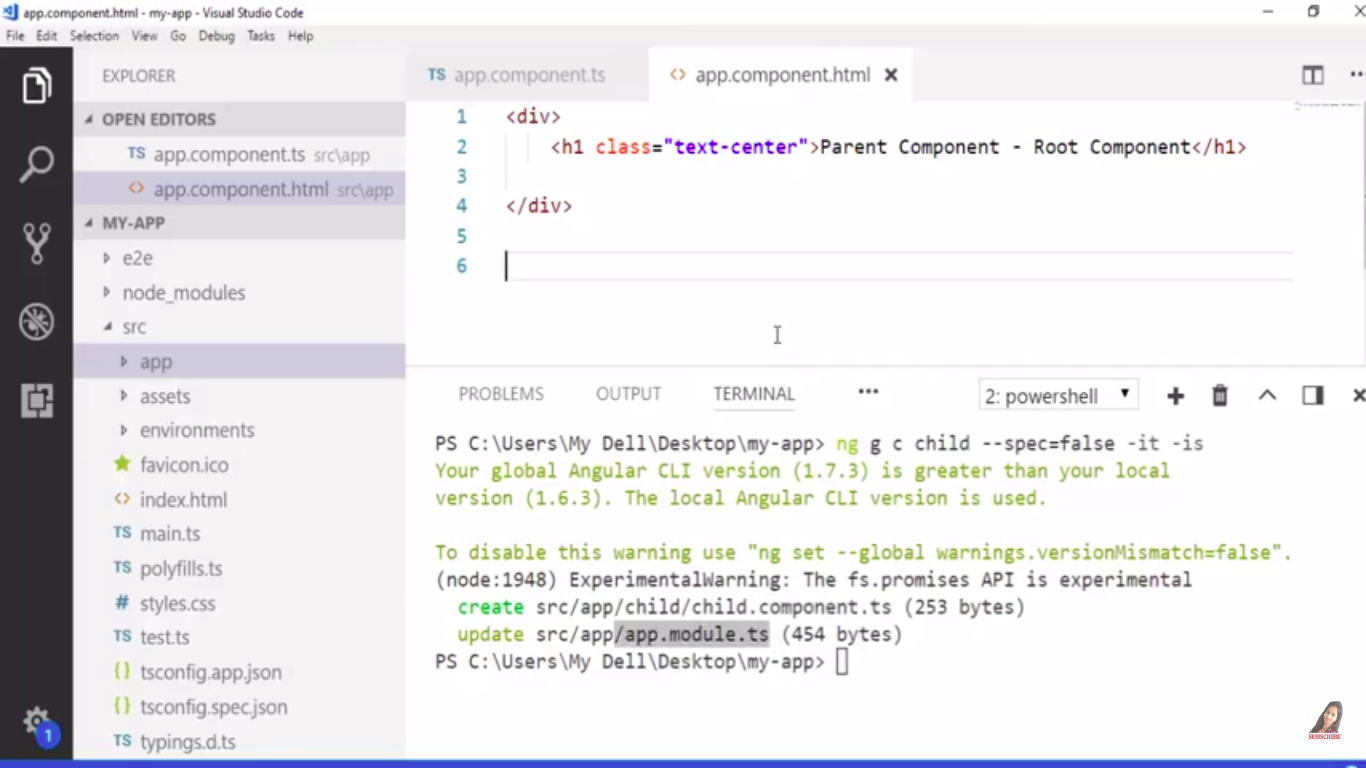 app.component.html - my-app - Visual Studio Code
File Edit Selection View Go Debug Tasks Help
EXPLORER
OPEN EDITORS
TS app.component.ts src\app
<> app.component.html src\app
MY-APP
e2e
node_modules
src
app
assets
environments
favicon.ico
<> index.html
TS main.ts
TS polyfills.ts
# styles.css
TS test.ts
{} tsconfig.app.json
{} tsconfig.spec.json
TS typings.d.ts
1
TS app.component.ts <> app.component.html
1 <div>
2 <h1 class="text-center">Parent Component - Root Component</h1>
3
4 </div>
5
6
PROBLEMS OUTPUT TERMINAL ••• 2: powershell
PS C:\Users\My Dell\Desktop\my-app> ng g c child --spec=false -it -is
Your global Angular CLI version (1.7.3) is greater than your local
version (1.6.3). The local Angular CLI version is used.
To disable this warning use "ng set --global warnings.versionMismatch=false".
(node:1948) ExperimentalWarning: The fs.promises API is experimental
create src/app/child/child.component.ts (253 bytes)
update src/app/app.module.ts (454 bytes)
PS C:\Users\My Dell\Desktop\my-app>
SUBSCRIBE